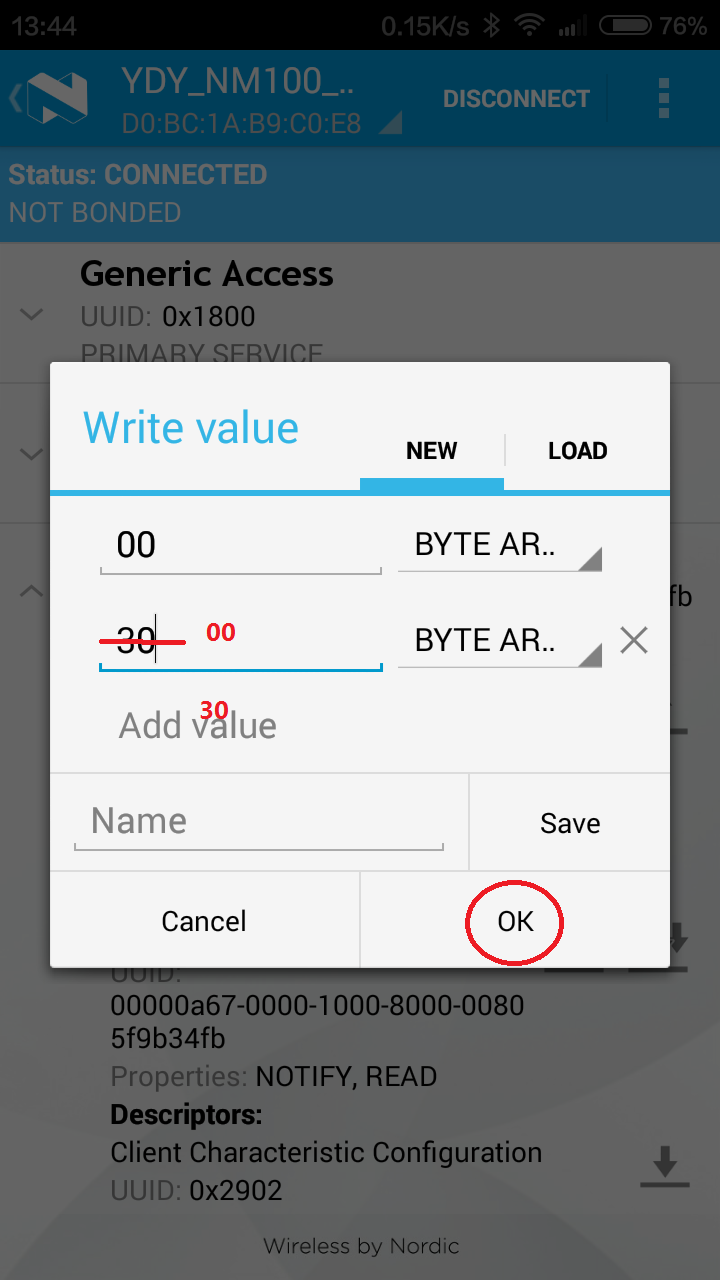 13:44 0.15K/s 76%
YDY_NM100_..
D0:BC:1A:B9:C0:E8
DISCONNECT
Status: CONNECTED
NOT BONDED
Generic Access
UUID: 0x1800
PRIMARY SERVICE
Write value
NEW LOAD
00 BYTE AR..
30 00 BYTE AR..
30
Add value
fb
Name Save
Cancel OK
UUID:
00000a67-0000-1000-8000-0080
5f9b34fb
Properties: NOTIFY, READ
Descriptors:
Client Characteristic Configuration
UUID: 0x2902
Wireless by Nordic